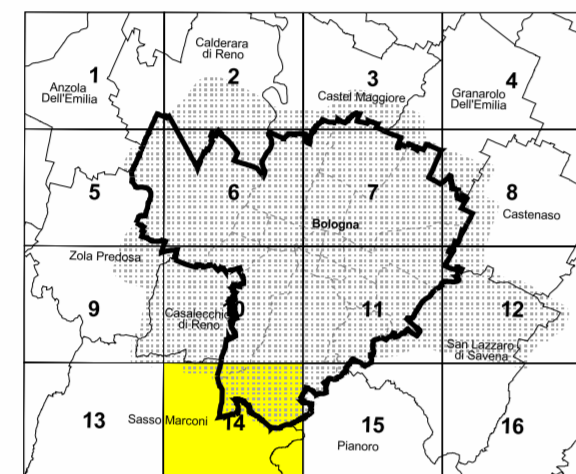 Calderara
di Reno
1
2
3
4
Anzola
Dell'Emilia
Castel Maggiore
Granarolo
Dell'Emilia
5
6
7
8
Castenaso
Bologna
Zola Predosa
9
10
11
12
Casalecchio
di Reno
San Lazzaro
di Savena
13
Sasso Marconi
14
15
16
Pianoro